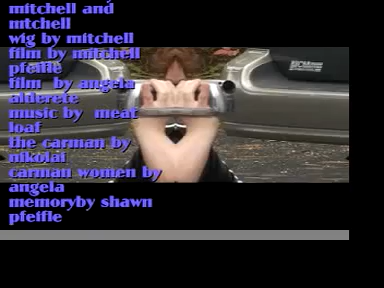 mitchell and
mtchell
wig by mitchell
film by mitchell
pfeifle
film by angela
alderete
music by meat
loaf
the carman by
nikolai
carman women by
angela
memoryby shawn
pfeifle